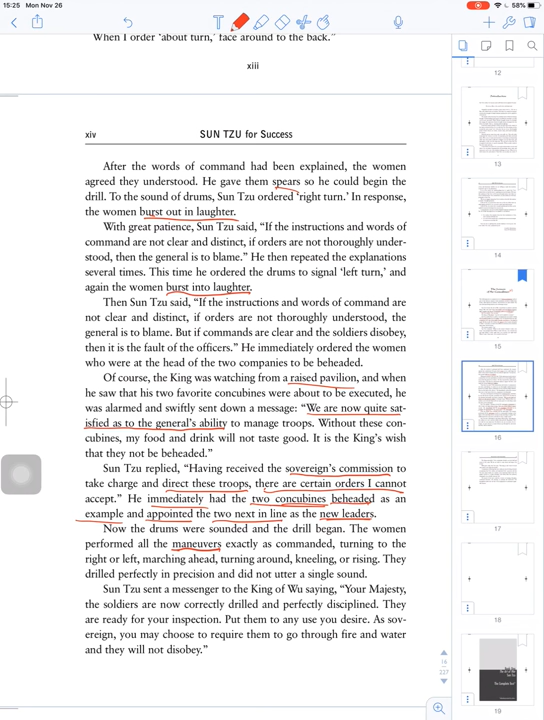 15:25 Mon Nov 26
58%
When I order ‘about turn,’ face around to the back.”
xiii
xiv
SUN TZU for Success
After the words of command had been explained, the women
agreed they understood. He gave them spears so he could begin the
drill. To the sound of drums, Sun Tzu ordered ‘right turn.’ In response,
the women burst out in laughter.
With great patience, Sun Tzu said, “If the instructions and words of
command are not clear and distinct, if orders are not thoroughly under-
stood, then the general is to blame.” He then repeated the explanations
several times. This time he ordered the drums to signal ‘left turn,’ and
again the women burst into laughter.
Then Sun Tzu said, “If the instructions and words of command are
not clear and distinct, if orders are not thoroughly understood, the
general is to blame. But if commands are clear and the soldiers disobey,
then it is the fault of the officers.” He immediately ordered the women
who were at the head of the two companies to be beheaded.
Of course, the King was watching from a raised pavilion, and when
he saw that his two favorite concubines were about to be executed, he
was alarmed and swiftly sent down a message: “We are now quite sat-
isfied as to the general’s ability to manage troops. Without these con-
cubines, my food and drink will not taste good. It is the King’s wish
that they not be beheaded.”
Sun Tzu replied, “Having received the sovereign’s commission to
take charge and direct these troops, there are certain orders I cannot
accept.” He immediately had the two concubines beheaded as an
example and appointed the two next in line as the new leaders.
Now the drums were sounded and the drill began. The women
performed all the maneuvers exactly as commanded, turning to the
right or left, marching ahead, turning around, kneeling, or rising. They
drilled perfectly in precision and did not utter a single sound.
Sun Tzu sent a messenger to the King of Wu saying, “Your Majesty,
the soldiers are now correctly drilled and perfectly disciplined. They
are ready for your inspection. Put them to any use you desire. As sov-
ereign, you may choose to require them to go through fire and water
and they will not disobey.”
16
227
12
13
14
15
16
17
18
19